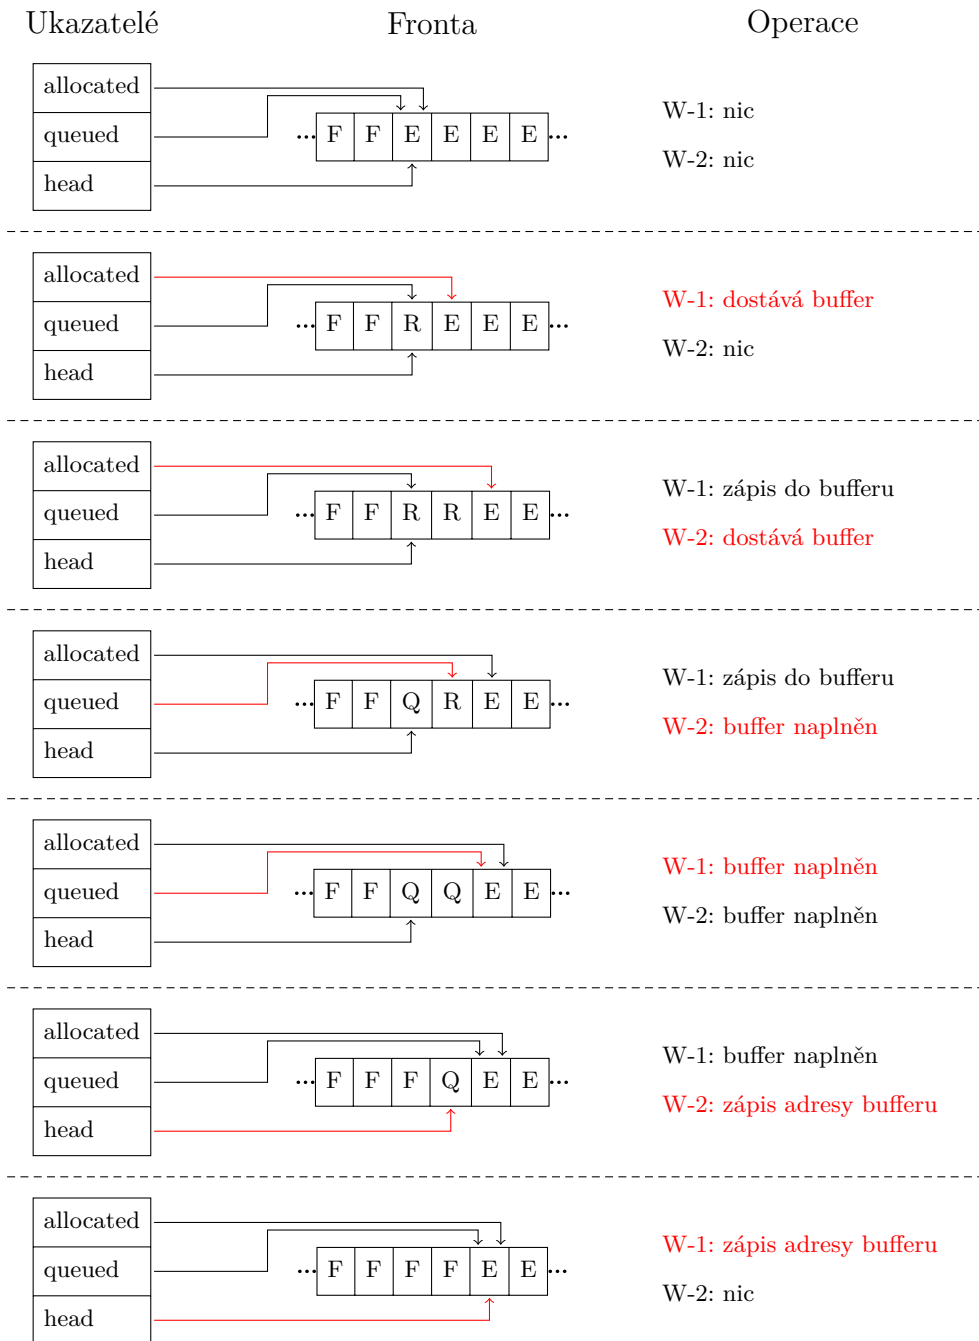 Ukazatelé Fronta Operace
allocated
queued
head
... F F E E E E ...
W-1: nic
W-2: nic
allocated
queued
head
... F F R E E E ...
W-1: dostává buffer
W-2: nic
allocated
queued
head
... F F R R E E ...
W-1: zápis do bufferu
W-2: dostává buffer
allocated
queued
head
... F F Q R E E ...
W-1: zápis do bufferu
W-2: buffer naplněn
allocated
queued
head
... F F Q Q E E ...
W-1: buffer naplněn
W-2: buffer naplněn
allocated
queued
head
... F F F Q E E ...
W-1: buffer naplněn
W-2: zápis adresy bufferu
allocated
queued
head
... F F F F E E ...
W-1: zápis adresy bufferu
W-2: nic